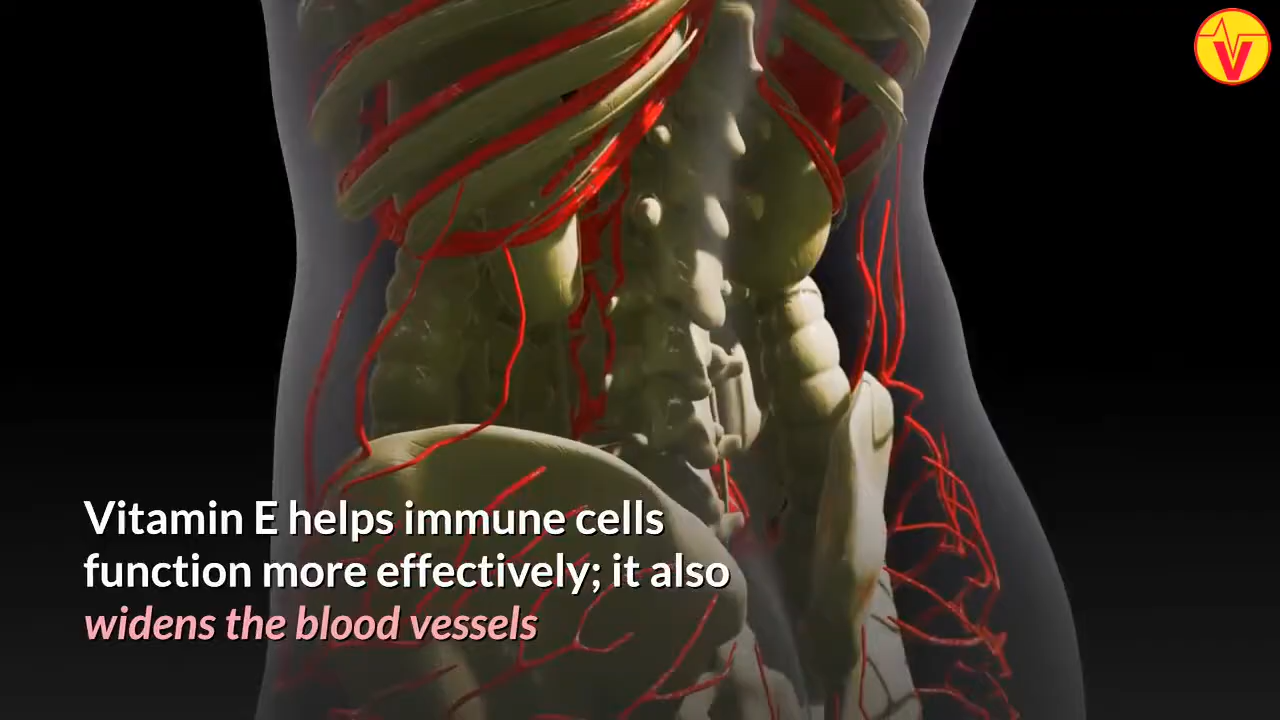 V
Vitamin E helps immune cells
function more effectively; it also
widens the blood vessels